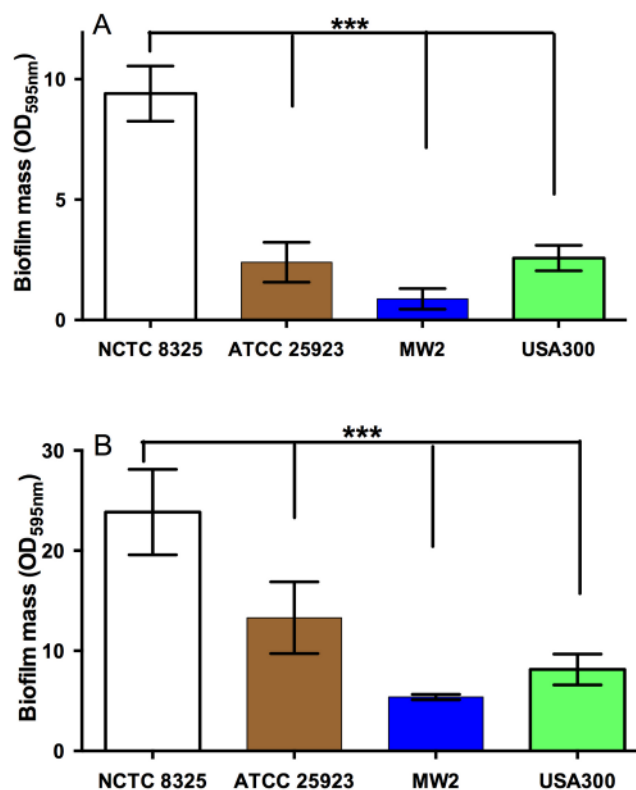 A
***
Biofilm mass (OD595nm)
10
5
0
NCTC 8325 ATCC 25923 MW2 USA300
B
***
Biofilm mass (OD595nm)
30
20
10
0
NCTC 8325 ATCC 25923 MW2 USA300